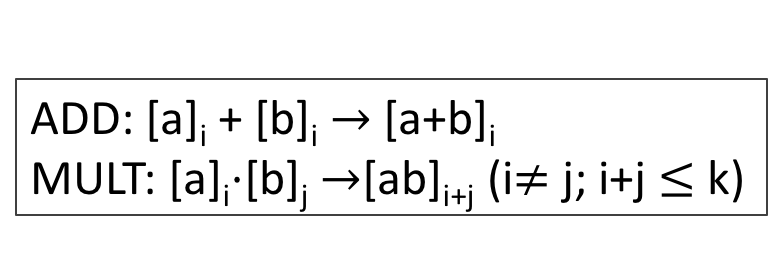 ADD: [a]ᵢ + [b]ᵢ → [a+b]ᵢ
MULT: [a]ᵢ·[b]ⱼ →[ab]ᵢ₊ⱼ (i≠ j; i+j ≤ k)